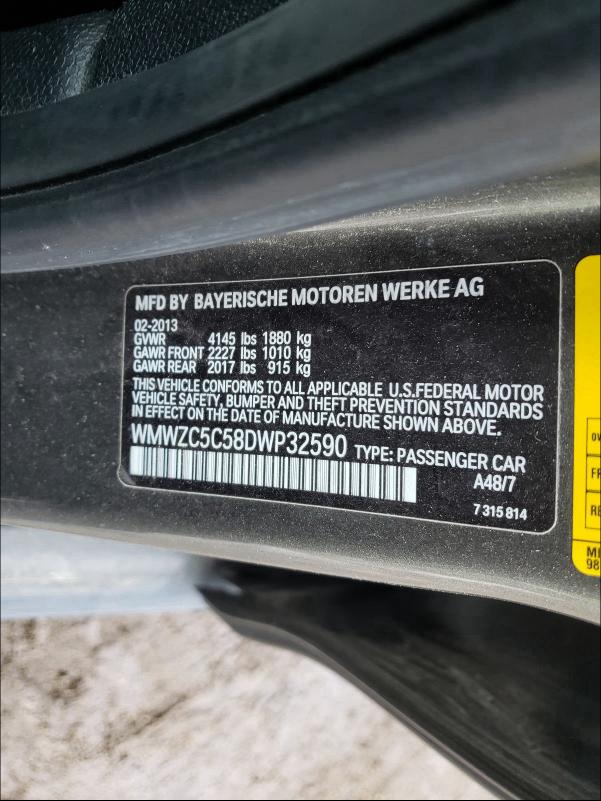 MFD BY BAYERISCHE MOTOREN WERKE AG
02-2013
GVWR 4145 lbs 1880 kg
GAWR FRONT 2227 lbs 1010 kg
GAWR REAR 2017 lbs 915 kg
THIS VEHICLE CONFORMS TO ALL APPLICABLE U.S.FEDERAL MOTOR
VEHICLE SAFETY, BUMPER AND THEFT PREVENTION STANDARDS
IN EFFECT ON THE DATE OF MANUFACTURE SHOWN ABOVE.
WMWZC5C58DWP32590 TYPE: PASSENGER CAR
A48/7
7 315 814
FR
RE
98